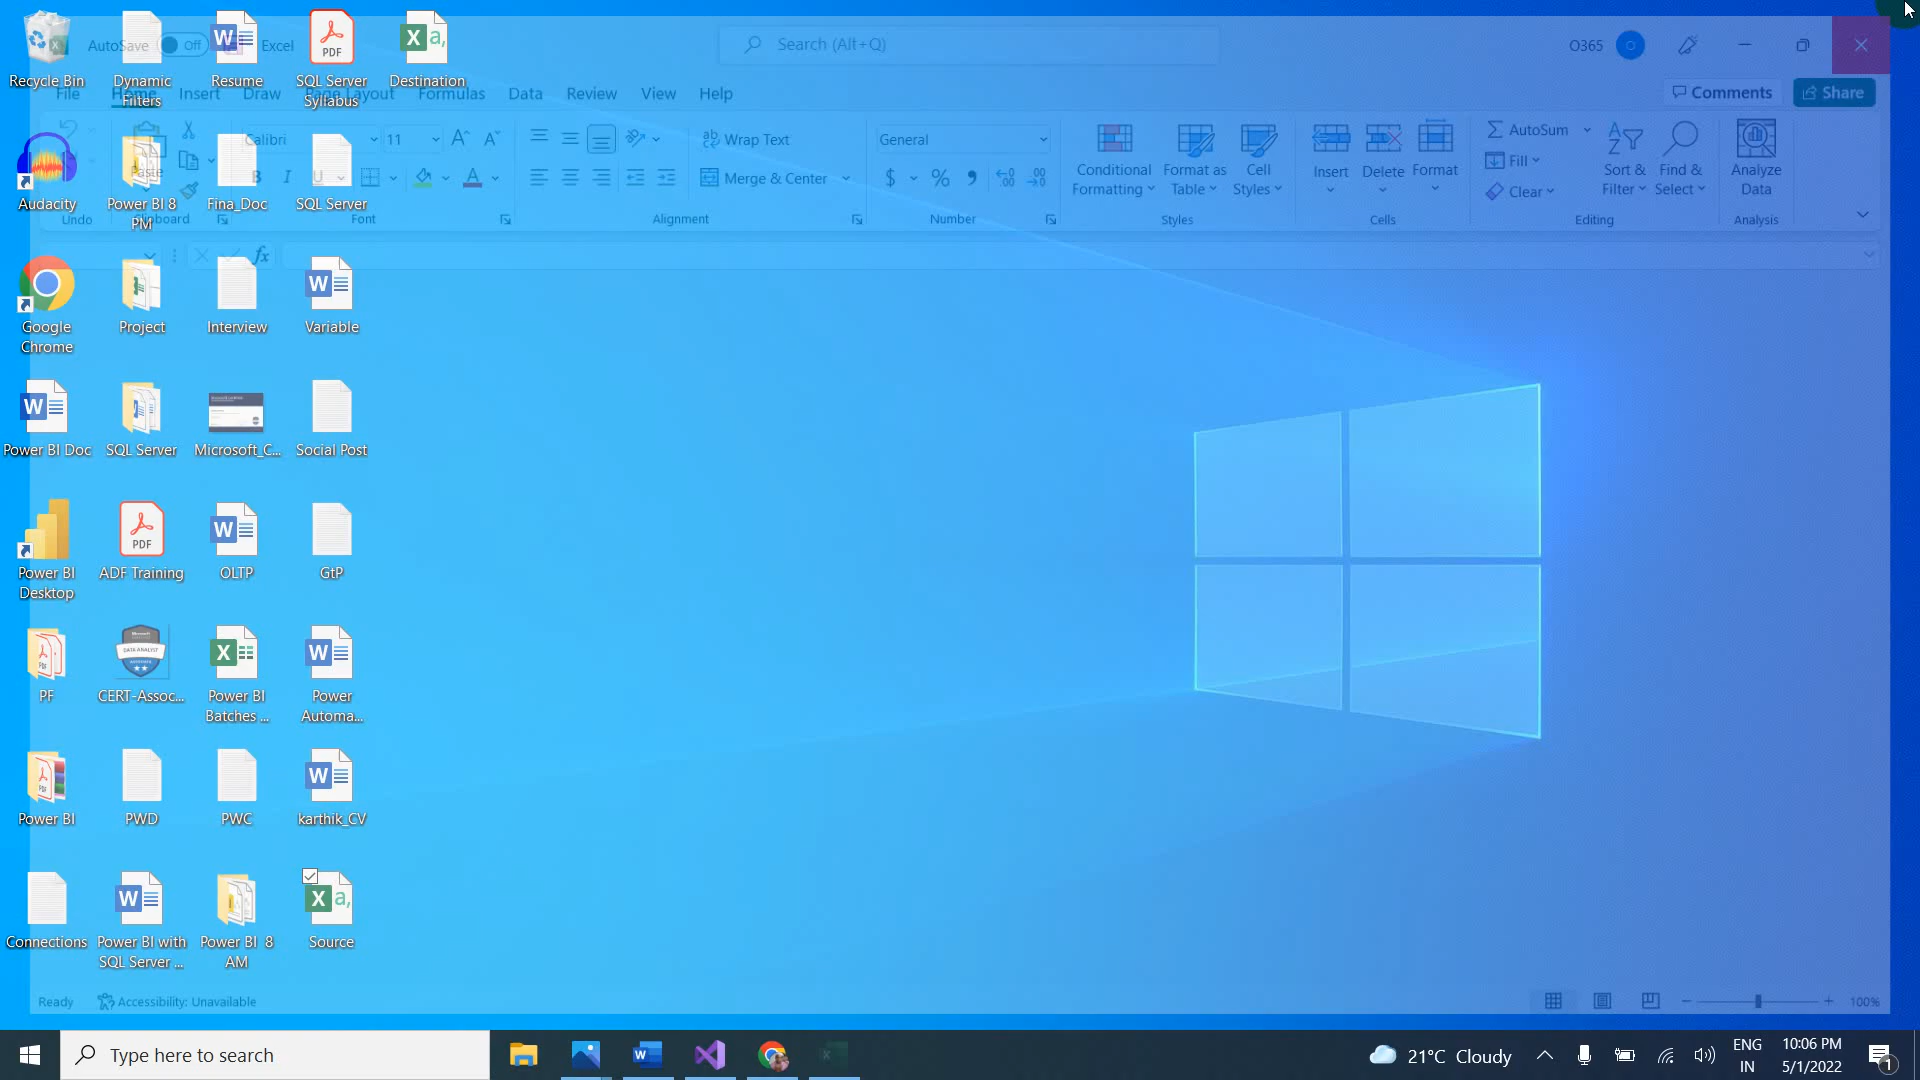 AutoSave Off Excel
Search (Alt+Q)
O365
File Home Insert Draw Page Layout Formulas Data Review View Help
Comments Share
Paste
Undo
Clipboard
Calibri 11
B I U
Font
Wrap Text
Merge & Center
Alignment
General
$ % 9
Number
Conditional Formatting
Format as Table
Cell Styles
Styles
Insert Delete Format
Cells
AutoSum
Fill
Clear
Sort & Filter
Find & Select
Editing
Analyze Data
Analysis
fx
Recycle Bin
Dynamic Filters
Resume
SQL Server Syllabus
Destination
Audacity
Power BI 8 PM
Fina_Doc
SQL Server
Google Chrome
Project
Interview
Variable
Power BI Doc
SQL Server
Microsoft_C...
Social Post
Power BI Desktop
ADF Training
OLTP
GtP
PF
CERT-Assoc...
Power BI Batches ...
Power Automa...
Power BI
PWD
PWC
karthik_CV
Connections
Power BI with SQL Server ...
Power BI 8 AM
Source
Ready
Accessibility: Unavailable
100%
Type here to search
21°C Cloudy
ENG
IN
10:06 PM
5/1/2022
1